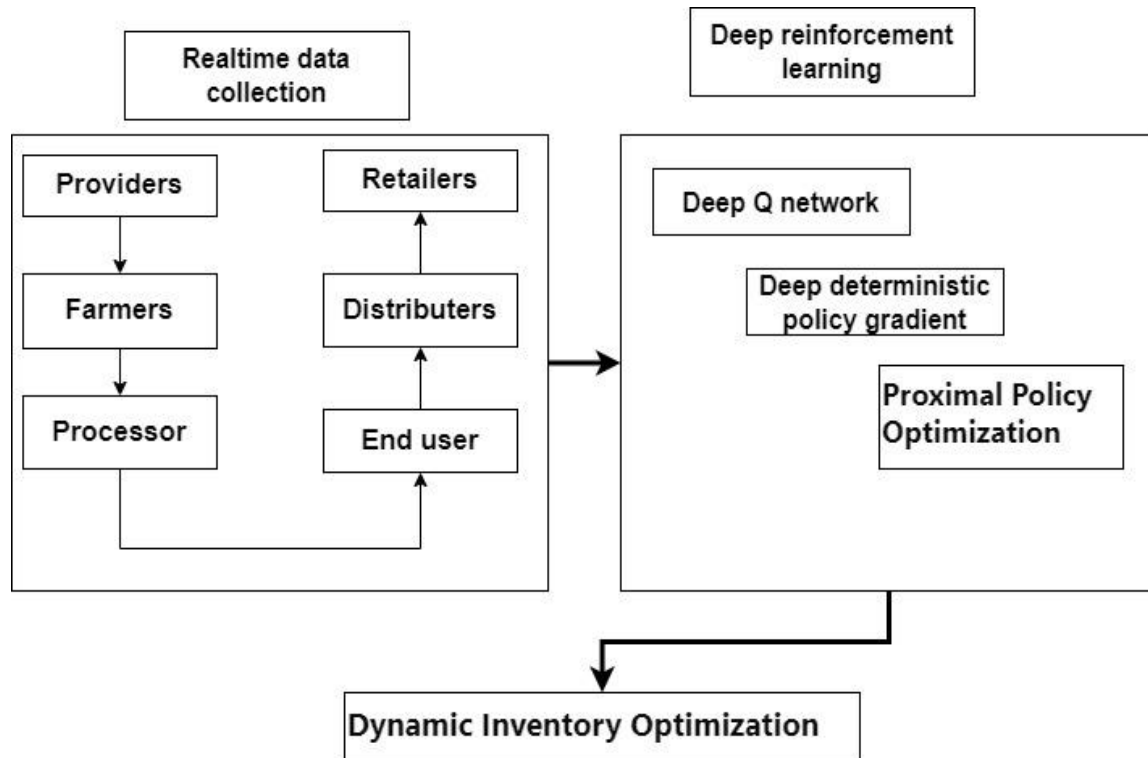 Realtime data
collection
Deep reinforcement
learning
Providers
Farmers
Processor
Retailers
Distributers
End user
Deep Q network
Deep deterministic
policy gradient
Proximal Policy
Optimization
Dynamic Inventory Optimization